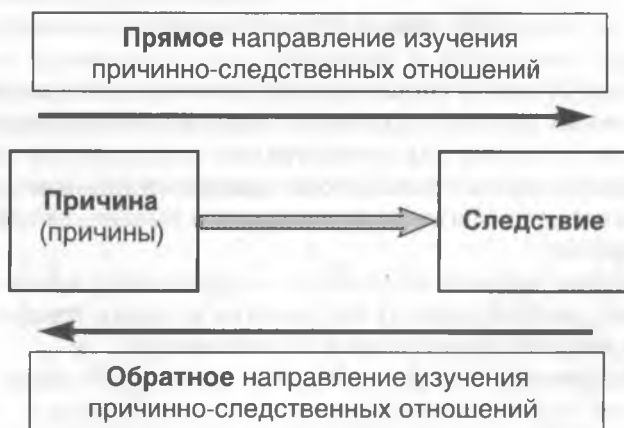 Прямое направление изучения
причинно-следственных отношений
Причина
(причины)
Следствие
Обратное направление изучения
причинно-следственных отношений